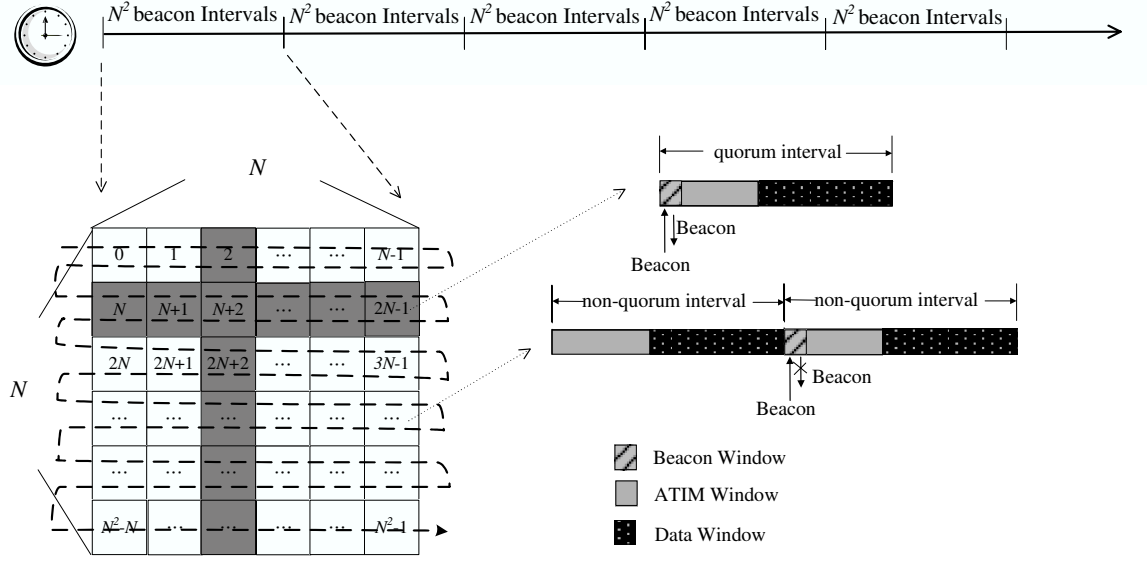 N² beacon Intervals N² beacon Intervals N² beacon Intervals N² beacon Intervals N² beacon Intervals
N
quorum interval
Beacon
Beacon
0 1 2 ... ... N-1
N N+1 N+2 ... ... 2N-1
2N 2N+1 2N+2 ... ... 3N-1
... ... ... ... ... ...
... ... ... ... ... ...
N²-N ... ... ... ... N²-1
N
non-quorum interval non-quorum interval
Beacon
Beacon
Beacon Window
ATIM Window
Data Window